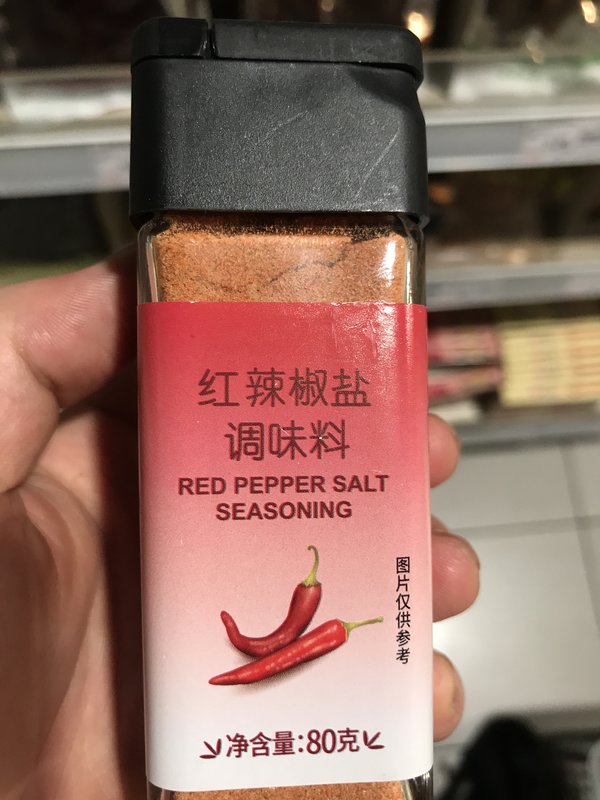 红辣椒盐
调味料
RED PEPPER SALT
SEASONING
图片仅供参考
净含量:80克